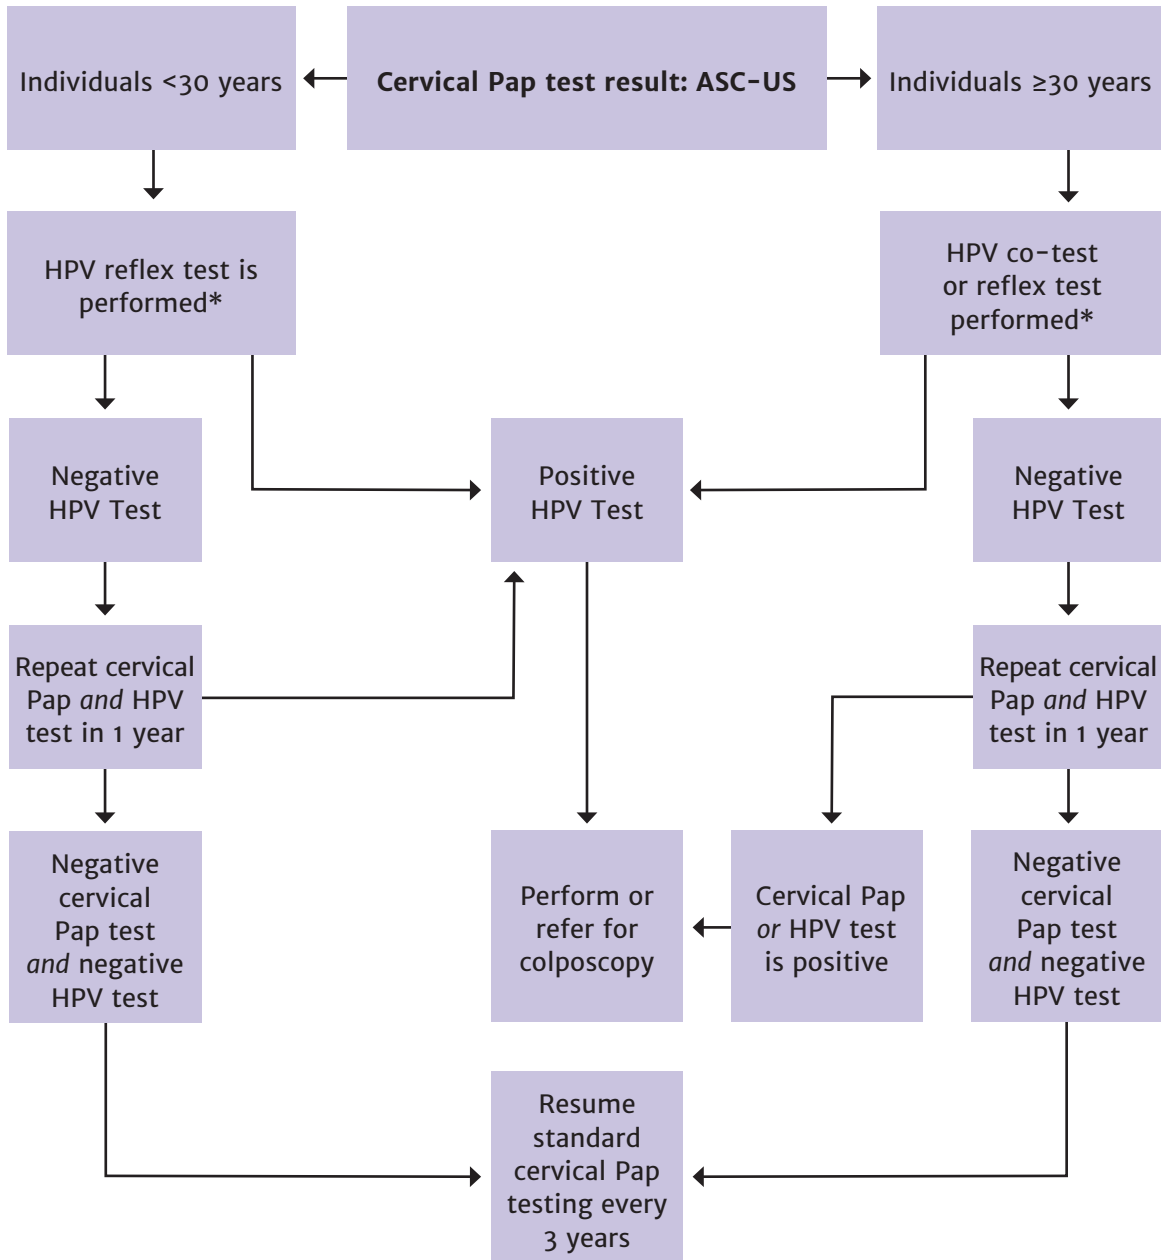 Individuals <30 years
Cervical Pap test result: ASC-US
Individuals ≥30 years
HPV reflex test is
performed*
HPV co-test
or reflex test
performed*
Negative
HPV Test
Positive
HPV Test
Negative
HPV Test
Repeat cervical
Pap and HPV
test in 1 year
Repeat cervical
Pap and HPV
test in 1 year
Negative
cervical
Pap test
and negative
HPV test
Perform or
refer for
colposcopy
Cervical Pap
or HPV test
is positive
Negative
cervical
Pap test
and negative
HPV test
Resume
standard
cervical Pap
testing every
3 years